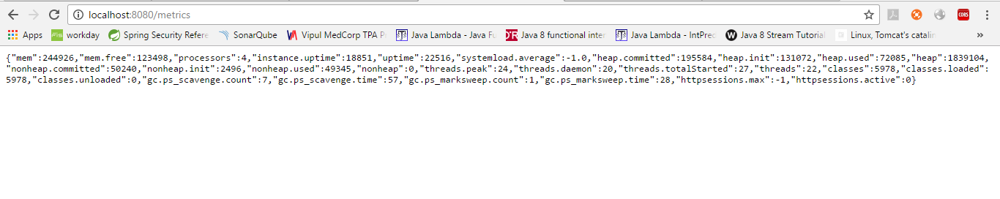 localhost:8080/metrics
CORS
Apps fis workday Spring Security Refere SonarQube Vipul MedCorp TPA P Java Lambda - Java Fu Java 8 functional inter Java Lambda - IntPrec W Java 8 Stream Tutorial Linux, Tomcat's catalin »
{"mem":244926,"mem.free":123498,"processors":4,"instance.uptime":18851,"uptime":22516,"systemload.average":-1.0,"heap.committed":195584,"heap.init":131072,"heap.used":72085,"heap":1839104,
"nonheap.committed":50240,"nonheap.init":2496,"nonheap.used":49345,"nonheap":0,"threads.peak":24,"threads.daemon":20,"threads.totalStarted":27,"threads":22,"classes":5978,"classes.loaded":
5978,"classes.unloaded":0,"gc.ps_scavenge.count":7,"gc.ps_scavenge.time":57,"gc.ps_marksweep.count":1,"gc.ps_marksweep.time":28,"httpsessions.max":-1,"httpsessions.active":0}